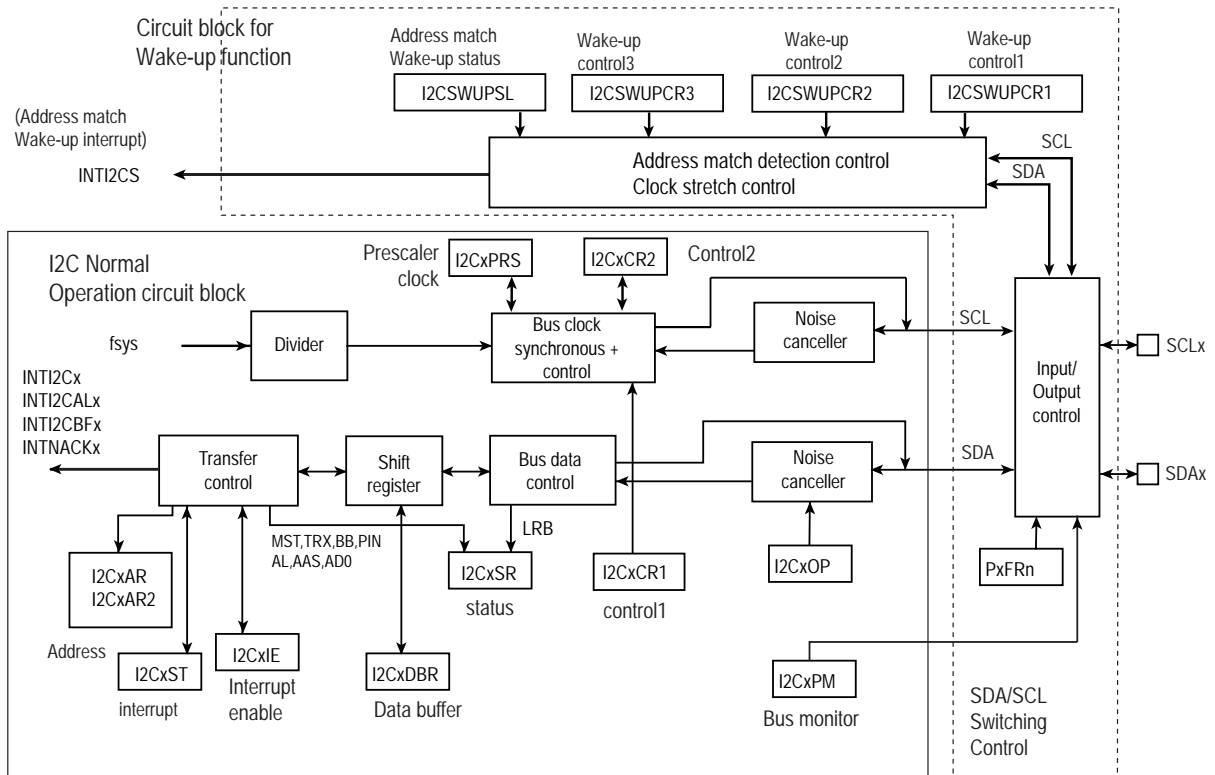 Circuit block for
Wake-up function
Address match
Wake-up status
Wake-up
control3
Wake-up
control2
Wake-up
control1
I2CSWUPSL
I2CSWUPCR3
I2CSWUPCR2
I2CSWUPCR1
(Address match
Wake-up interrupt)
INTI2CS
Address match detection control
Clock stretch control
SCL
SDA
I2C Normal
Operation circuit block
Prescaler
clock
I2CxPRS
I2CxCR2
Control2
fsys
Divider
Bus clock
synchronous +
control
Noise
canceller
SCL
Input/
Output
control
SCLx
INTI2Cx
INTI2CALx
INTI2CBFx
INTNACKx
Transfer
control
Shift
register
Bus data
control
Noise
canceller
SDA
SDAx
MST,TRX,BB,PIN
AL,AAS,AD0
LRB
I2CxAR
I2CxAR2
Address
I2CxSR
status
I2CxCR1
control1
I2CxOP
PxFRn
I2CxST
interrupt
I2CxIE
Interrupt
enable
I2CxDBR
Data buffer
I2CxPM
Bus monitor
SDA/SCL
Switching
Control